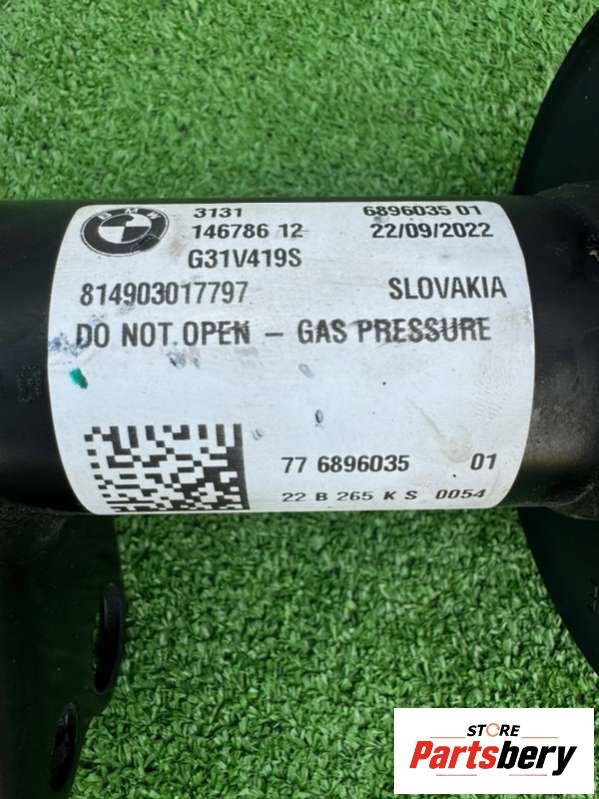 BMW
3131 6896035 01
146786 12 22/09/2022
G31V419S
814903017797 SLOVAKIA
DO NOT OPEN – GAS PRESSURE
77 6896035 01
22 B 265 K S 0054
STORE
Partsbery